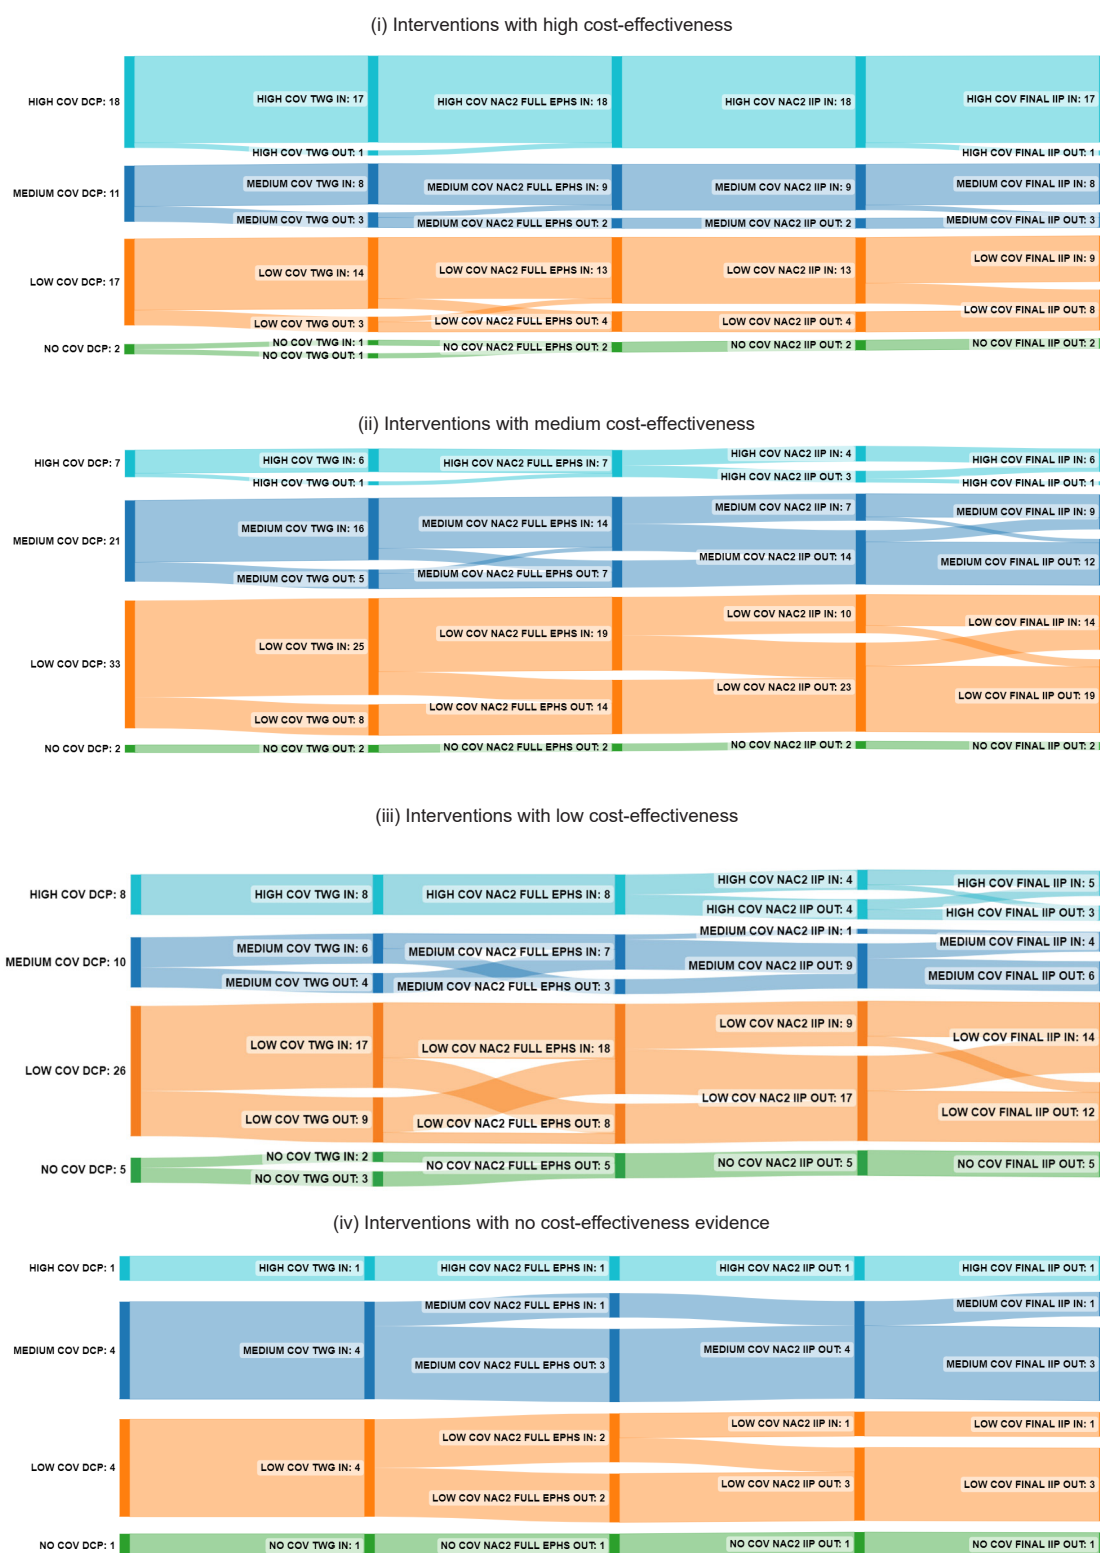 (i) Interventions with high cost-effectiveness
HIGH COV DCP: 18
HIGH COV TWG IN: 17
HIGH COV NAC2 FULL EPHS IN: 18
HIGH COV NAC2 IIP IN: 18
HIGH COV FINAL IIP IN: 17
HIGH COV TWG OUT: 1
HIGH COV FINAL IIP OUT: 1
MEDIUM COV DCP: 11
MEDIUM COV TWG IN: 8
MEDIUM COV NAC2 FULL EPHS IN: 9
MEDIUM COV NAC2 IIP IN: 9
MEDIUM COV FINAL IIP IN: 8
MEDIUM COV TWG OUT: 3
MEDIUM COV NAC2 FULL EPHS OUT: 2
MEDIUM COV NAC2 IIP OUT: 2
MEDIUM COV FINAL IIP OUT: 3
LOW COV DCP: 17
LOW COV TWG IN: 14
LOW COV NAC2 FULL EPHS IN: 13
LOW COV NAC2 IIP IN: 13
LOW COV FINAL IIP IN: 9
LOW COV TWG OUT: 3
LOW COV NAC2 FULL EPHS OUT: 4
LOW COV NAC2 IIP OUT: 4
LOW COV FINAL IIP OUT: 8
NO COV DCP: 2
NO COV TWG IN: 1
NO COV TWG OUT: 1
NO COV NAC2 FULL EPHS OUT: 2
NO COV NAC2 IIP OUT: 2
NO COV FINAL IIP OUT: 2
(ii) Interventions with medium cost-effectiveness
HIGH COV DCP: 7
HIGH COV TWG IN: 6
HIGH COV NAC2 FULL EPHS IN: 7
HIGH COV NAC2 IIP IN: 4
HIGH COV FINAL IIP IN: 6
HIGH COV TWG OUT: 1
HIGH COV NAC2 IIP OUT: 3
HIGH COV FINAL IIP OUT: 1
MEDIUM COV DCP: 21
MEDIUM COV TWG IN: 16
MEDIUM COV NAC2 FULL EPHS IN: 14
MEDIUM COV NAC2 IIP IN: 7
MEDIUM COV FINAL IIP IN: 9
MEDIUM COV TWG OUT: 5
MEDIUM COV NAC2 FULL EPHS OUT: 7
MEDIUM COV NAC2 IIP OUT: 14
MEDIUM COV FINAL IIP OUT: 12
LOW COV DCP: 33
LOW COV TWG IN: 25
LOW COV NAC2 FULL EPHS IN: 19
LOW COV NAC2 IIP IN: 10
LOW COV FINAL IIP IN: 14
LOW COV TWG OUT: 8
LOW COV NAC2 FULL EPHS OUT: 14
LOW COV NAC2 IIP OUT: 23
LOW COV FINAL IIP OUT: 19
NO COV DCP: 2
NO COV TWG OUT: 2
NO COV NAC2 FULL EPHS OUT: 2
NO COV NAC2 IIP OUT: 2
NO COV FINAL IIP OUT: 2
(iii) Interventions with low cost-effectiveness
HIGH COV DCP: 8
HIGH COV TWG IN: 8
HIGH COV NAC2 FULL EPHS IN: 8
HIGH COV NAC2 IIP IN: 4
HIGH COV FINAL IIP IN: 5
HIGH COV NAC2 IIP OUT: 4
HIGH COV FINAL IIP OUT: 3
MEDIUM COV DCP: 10
MEDIUM COV TWG IN: 6
MEDIUM COV NAC2 FULL EPHS IN: 7
MEDIUM COV NAC2 IIP IN: 1
MEDIUM COV FINAL IIP IN: 4
MEDIUM COV TWG OUT: 4
MEDIUM COV NAC2 FULL EPHS OUT: 3
MEDIUM COV NAC2 IIP OUT: 9
MEDIUM COV FINAL IIP OUT: 6
LOW COV DCP: 26
LOW COV TWG IN: 17
LOW COV NAC2 FULL EPHS IN: 18
LOW COV NAC2 IIP IN: 9
LOW COV FINAL IIP IN: 14
LOW COV TWG OUT: 9
LOW COV NAC2 FULL EPHS OUT: 8
LOW COV NAC2 IIP OUT: 17
LOW COV FINAL IIP OUT: 12
NO COV DCP: 5
NO COV TWG IN: 2
NO COV TWG OUT: 3
NO COV NAC2 FULL EPHS OUT: 5
NO COV NAC2 IIP OUT: 5
NO COV FINAL IIP OUT: 5
(iv) Interventions with no cost-effectiveness evidence
HIGH COV DCP: 1
HIGH COV TWG IN: 1
HIGH COV NAC2 FULL EPHS IN: 1
HIGH COV NAC2 IIP OUT: 1
HIGH COV FINAL IIP OUT: 1
MEDIUM COV DCP: 4
MEDIUM COV TWG IN: 4
MEDIUM COV NAC2 FULL EPHS IN: 1
MEDIUM COV NAC2 FULL EPHS OUT: 3
MEDIUM COV NAC2 IIP OUT: 4
MEDIUM COV FINAL IIP IN: 1
MEDIUM COV FINAL IIP OUT: 3
LOW COV DCP: 4
LOW COV TWG IN: 4
LOW COV NAC2 FULL EPHS IN: 2
LOW COV NAC2 IIP IN: 1
LOW COV FINAL IIP IN: 1
LOW COV NAC2 FULL EPHS OUT: 2
LOW COV NAC2 IIP OUT: 3
LOW COV FINAL IIP OUT: 3
NO COV DCP: 1
NO COV TWG IN: 1
NO COV NAC2 FULL EPHS OUT: 1
NO COV NAC2 IIP OUT: 1
NO COV FINAL IIP OUT: 1